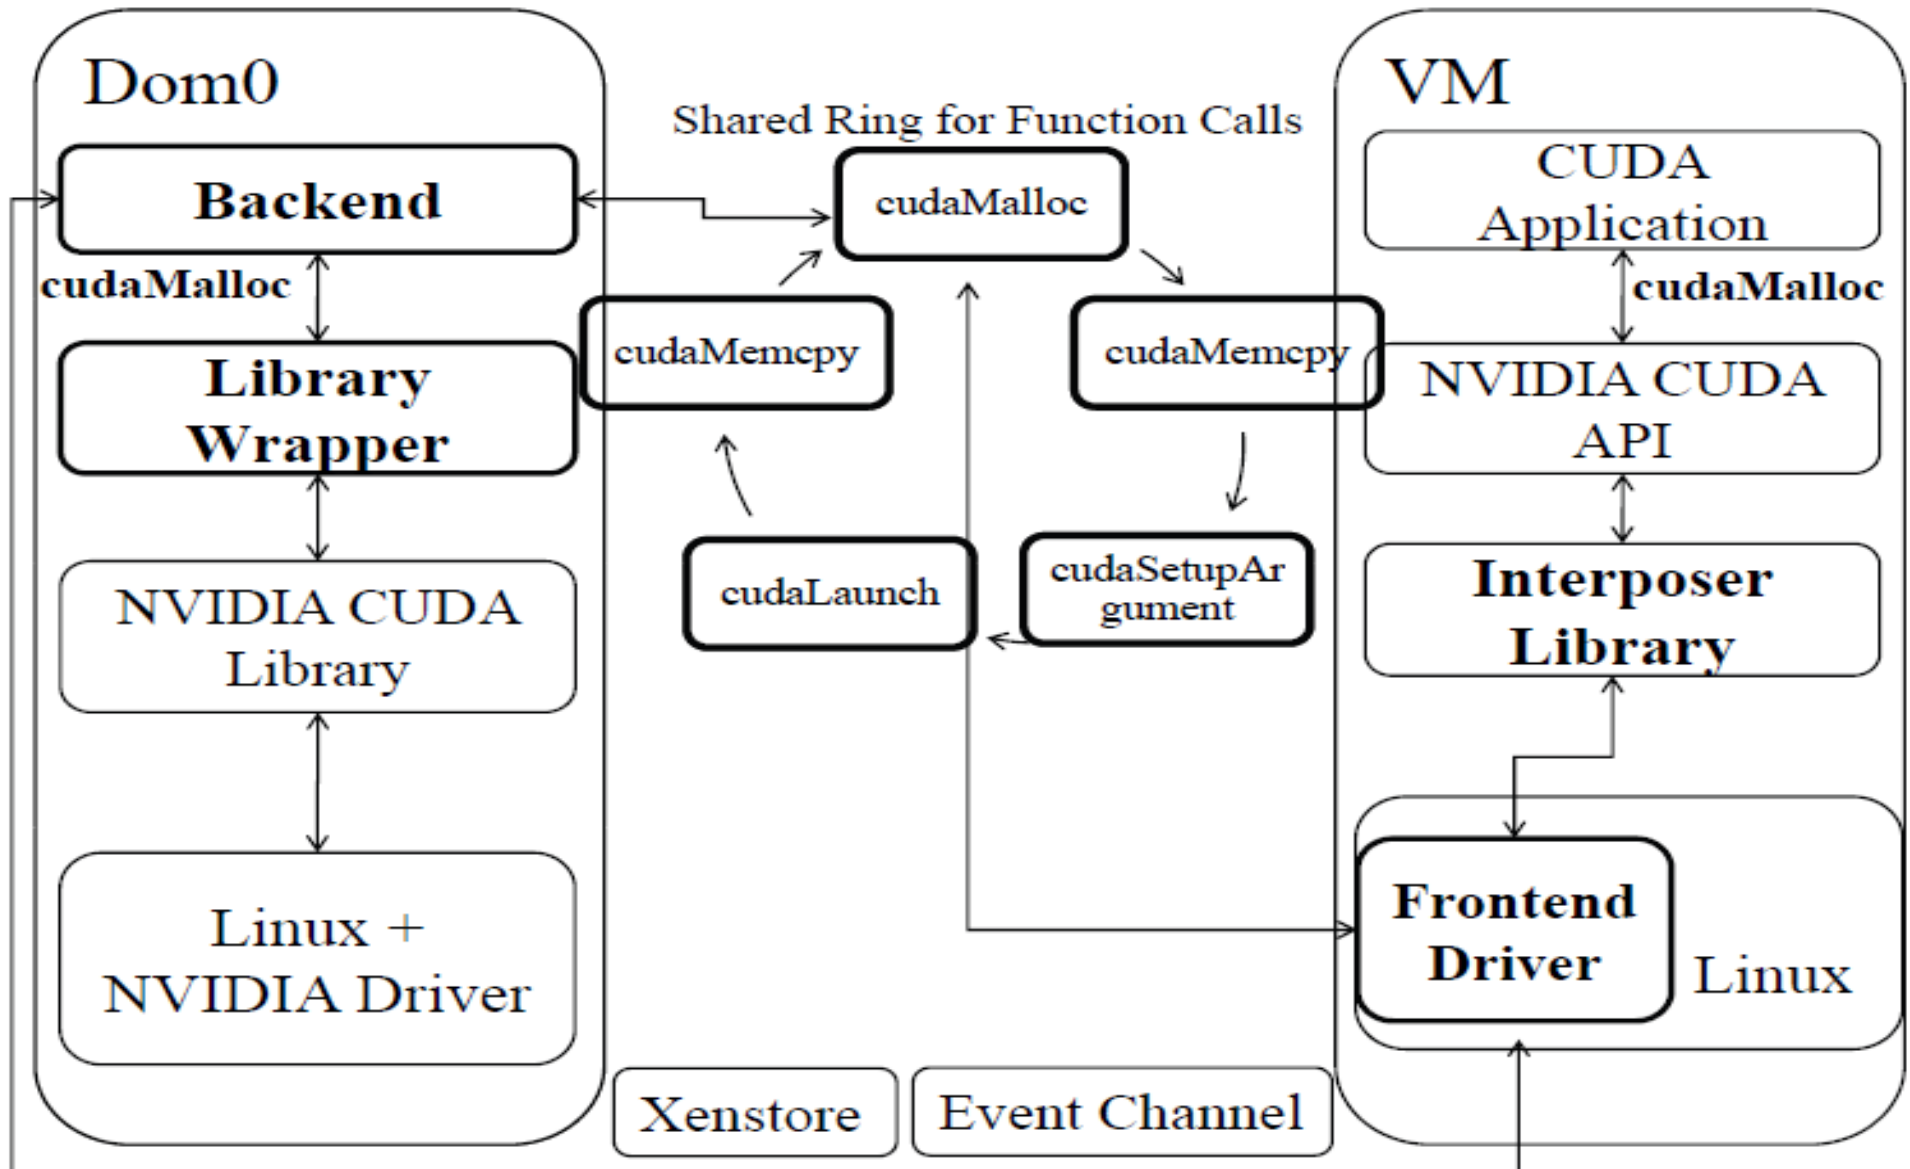 Dom0
Backend
cudaMalloc
Library
Wrapper
NVIDIA CUDA
Library
Linux +
NVIDIA Driver
Shared Ring for Function Calls
cudaMalloc
cudaMemcpy
cudaMemcpy
cudaLaunch
cudaSetupAr
gument
Xenstore
Event Channel
VM
CUDA
Application
cudaMalloc
NVIDIA CUDA
API
Interposer
Library
Frontend
Driver
Linux